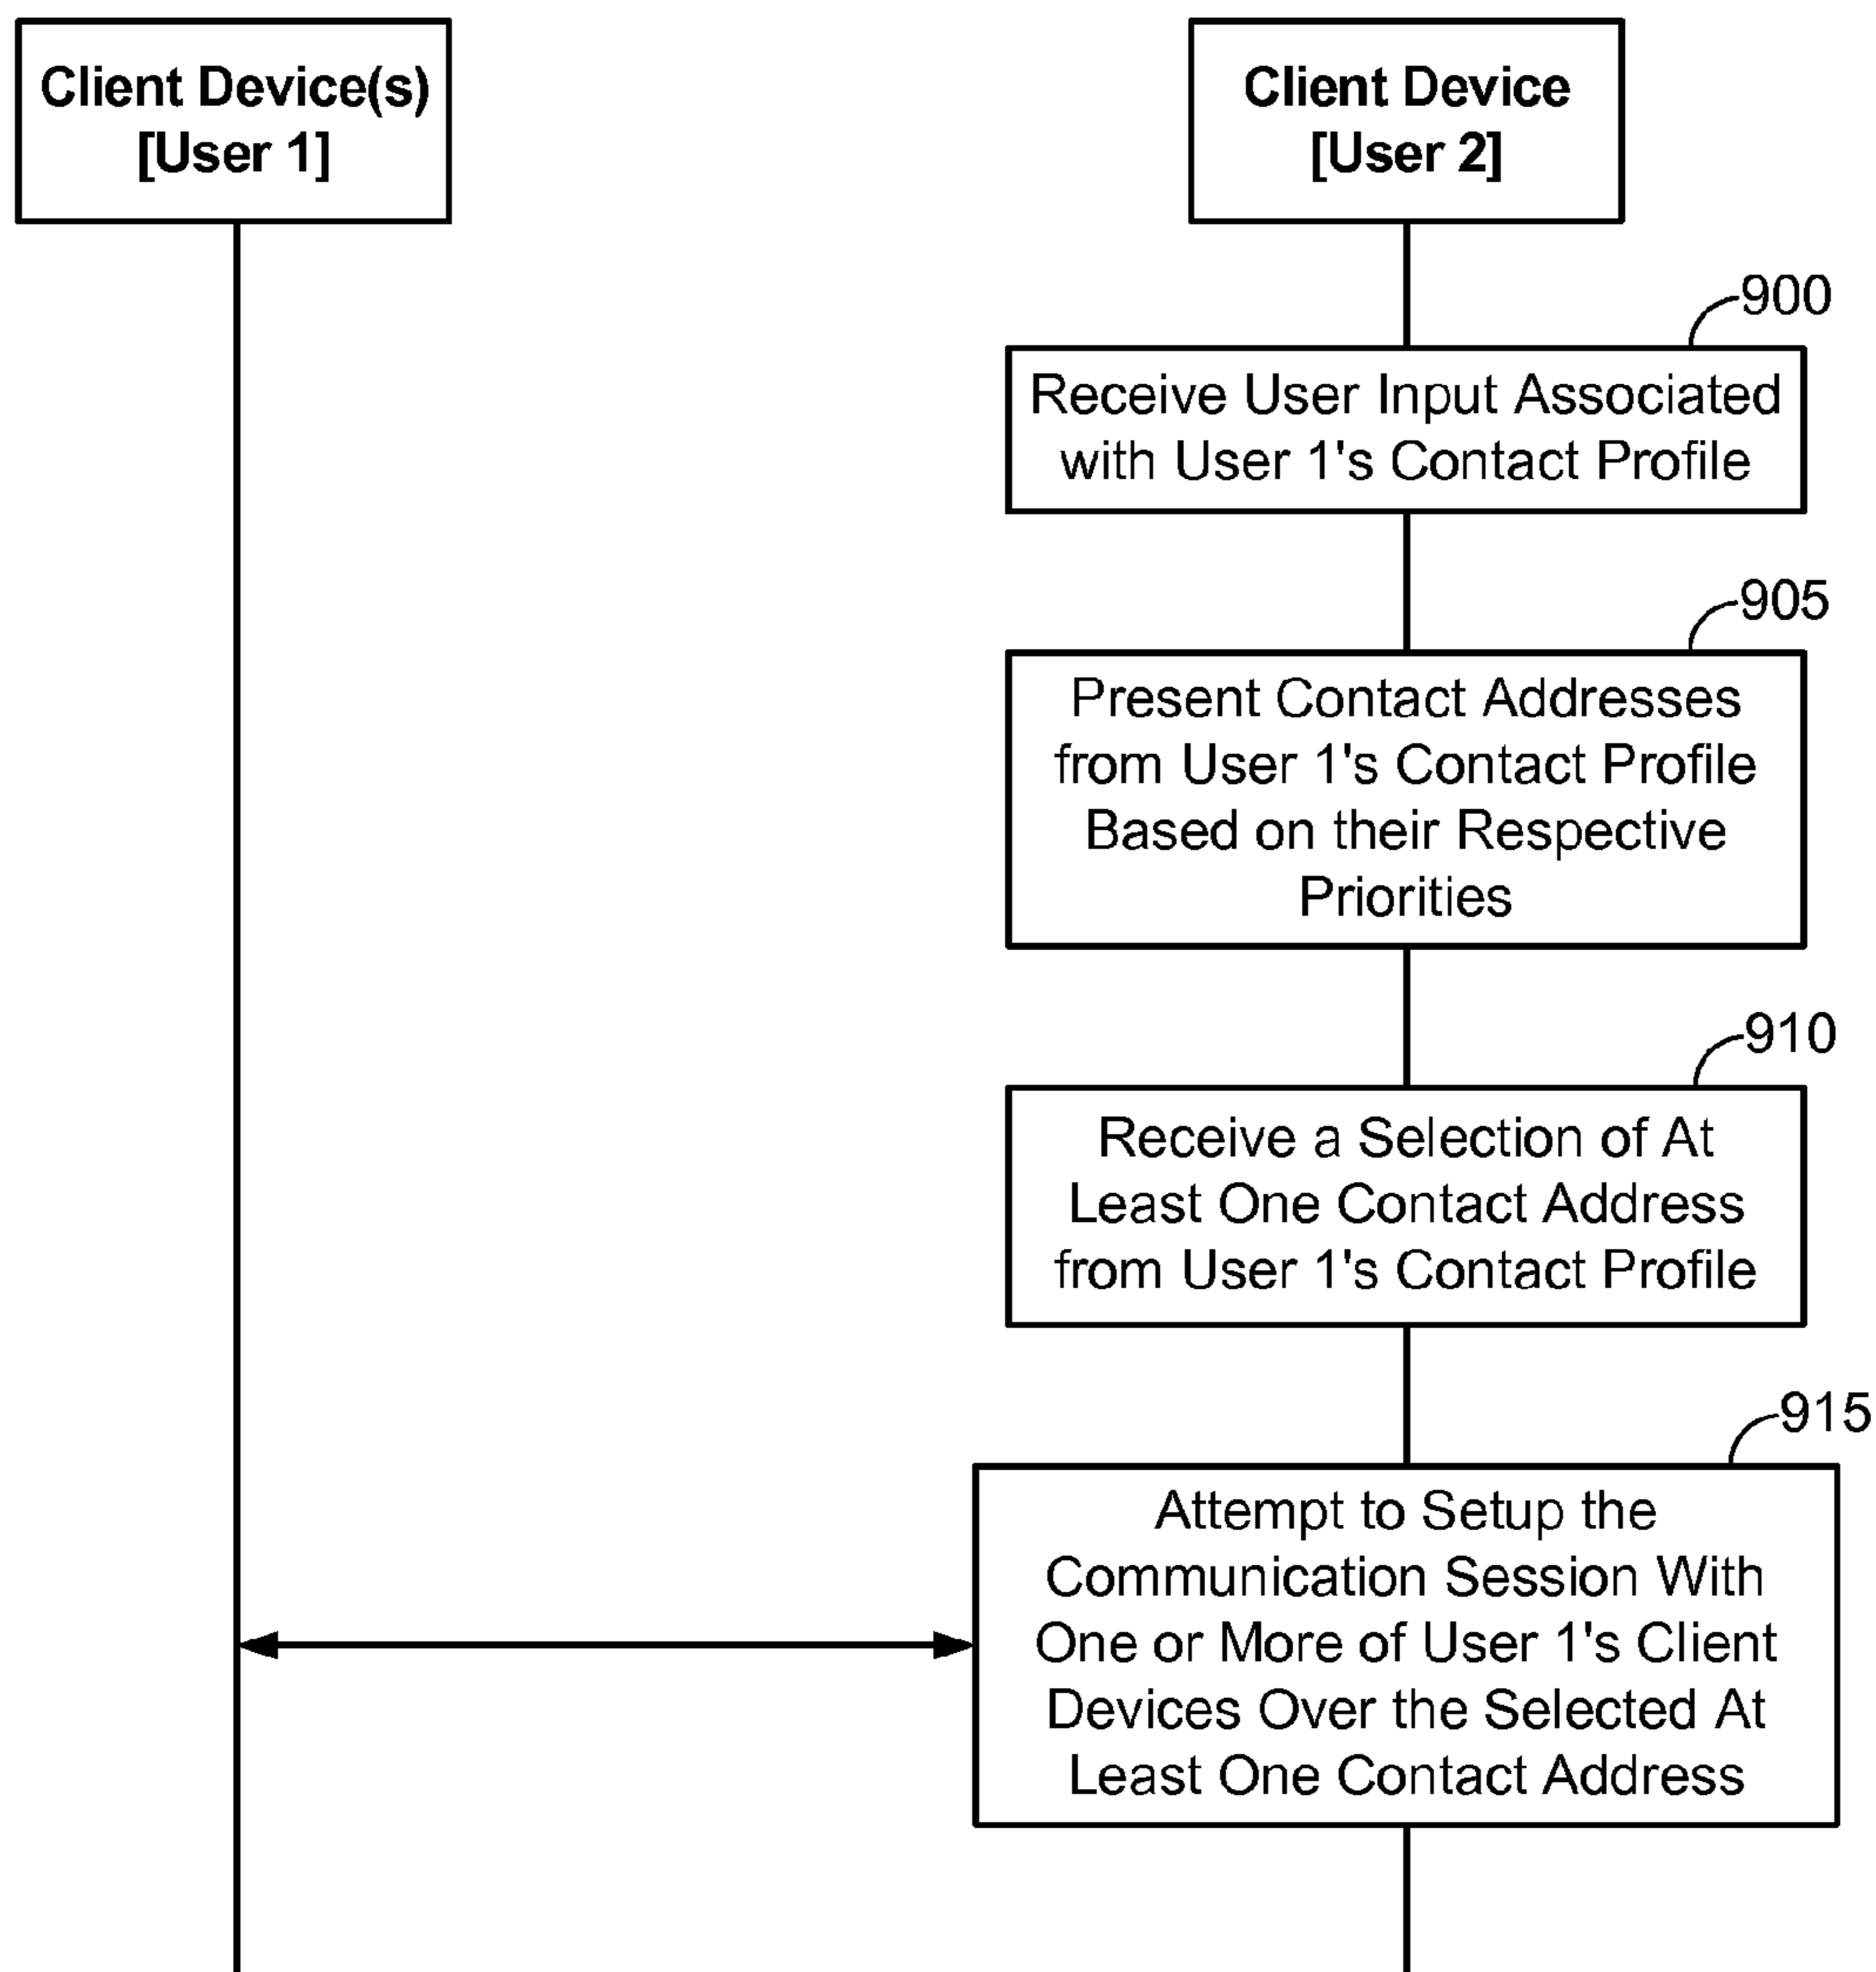 Client Device(s)
[User 1]
Client Device
[User 2]
900
Receive User Input Associated
with User 1's Contact Profile
905
Present Contact Addresses
from User 1's Contact Profile
Based on their Respective
Priorities
910
Receive a Selection of At
Least One Contact Address
from User 1's Contact Profile
915
Attempt to Setup the
Communication Session With
One or More of User 1's Client
Devices Over the Selected At
Least One Contact Address